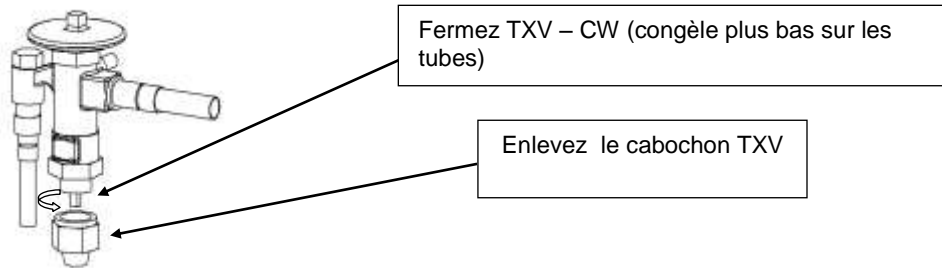 Fermez TXV – CW (congèle plus bas sur les
tubes)
Enlevez le cabochon TXV